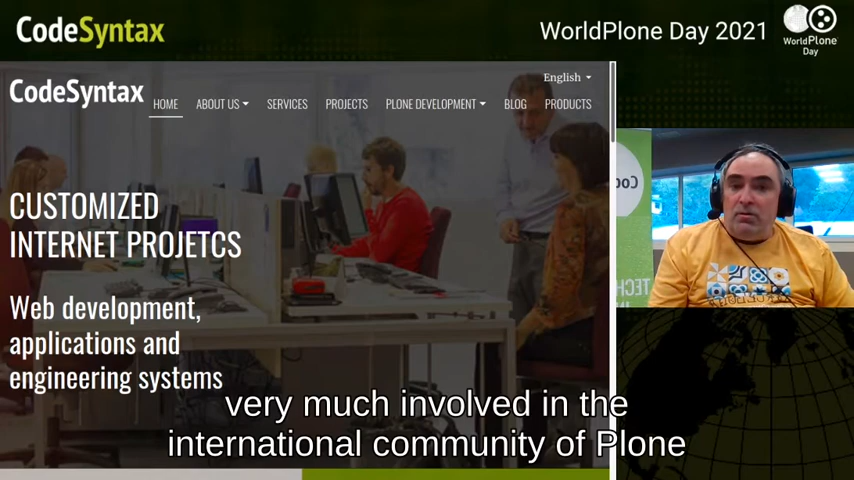 CodeSyntax
WorldPlone Day 2021
WorldPlone
Day
English
CodeSyntax
HOME ABOUT US SERVICES PROJECTS PLONE DEVELOPMENT BLOG PRODUCTS
CUSTOMIZED
INTERNET PROJETCS
Web development,
applications and
engineering systems
very much involved in the
international community of Plone